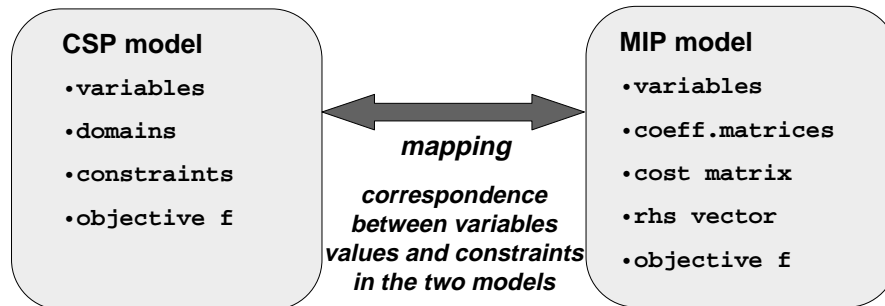 CSP model
•variables
•domains
•constraints
•objective f
mapping
correspondence
between variables
values and constraints
in the two models
MIP model
•variables
•coeff.matrices
•cost matrix
•rhs vector
•objective f